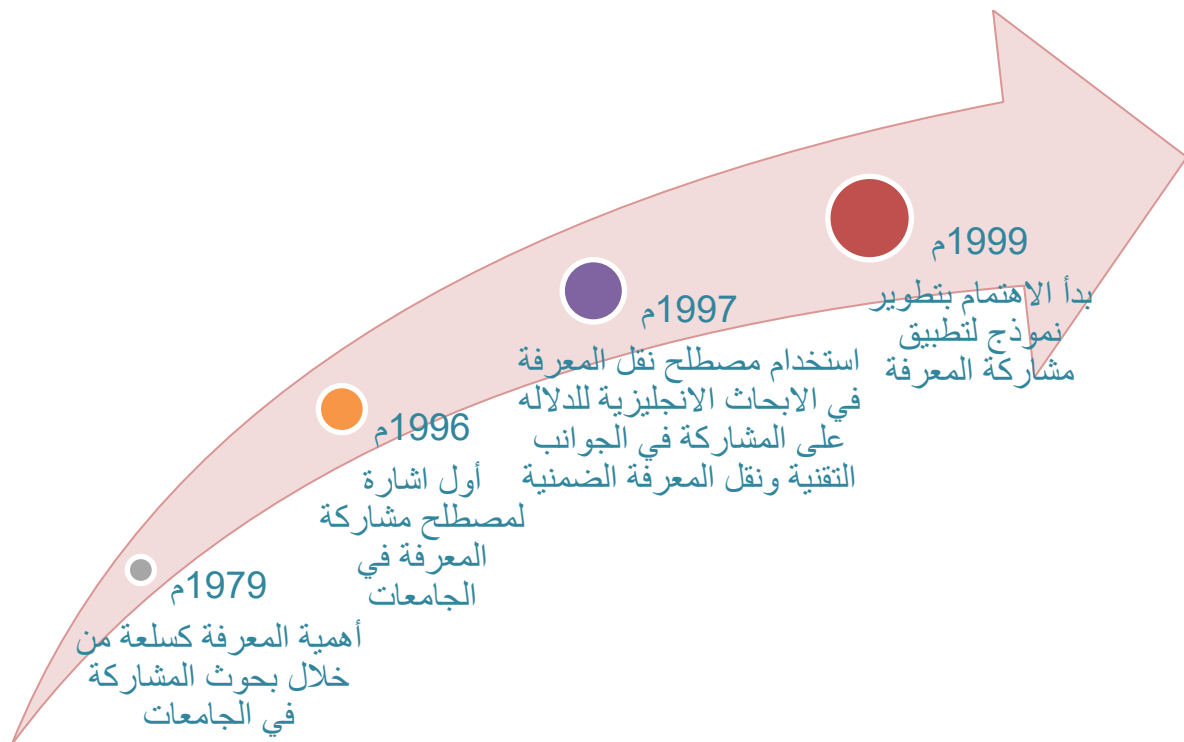 1979م
أهمية المعرفة كسلعة من
خلال بحوث المشاركة
في الجامعات
1996م
أول اشارة
لمصطلح مشاركة
المعرفة في
الجامعات
1997م
استخدام مصطلح نقل المعرفة
في الابحاث الانجليزية للدلاله
على المشاركة في الجوانب
التقنية ونقل المعرفة الضمنية
1999م
بدأ الاهتمام بتطوير
نموذج لتطبيق
مشاركة المعرفة